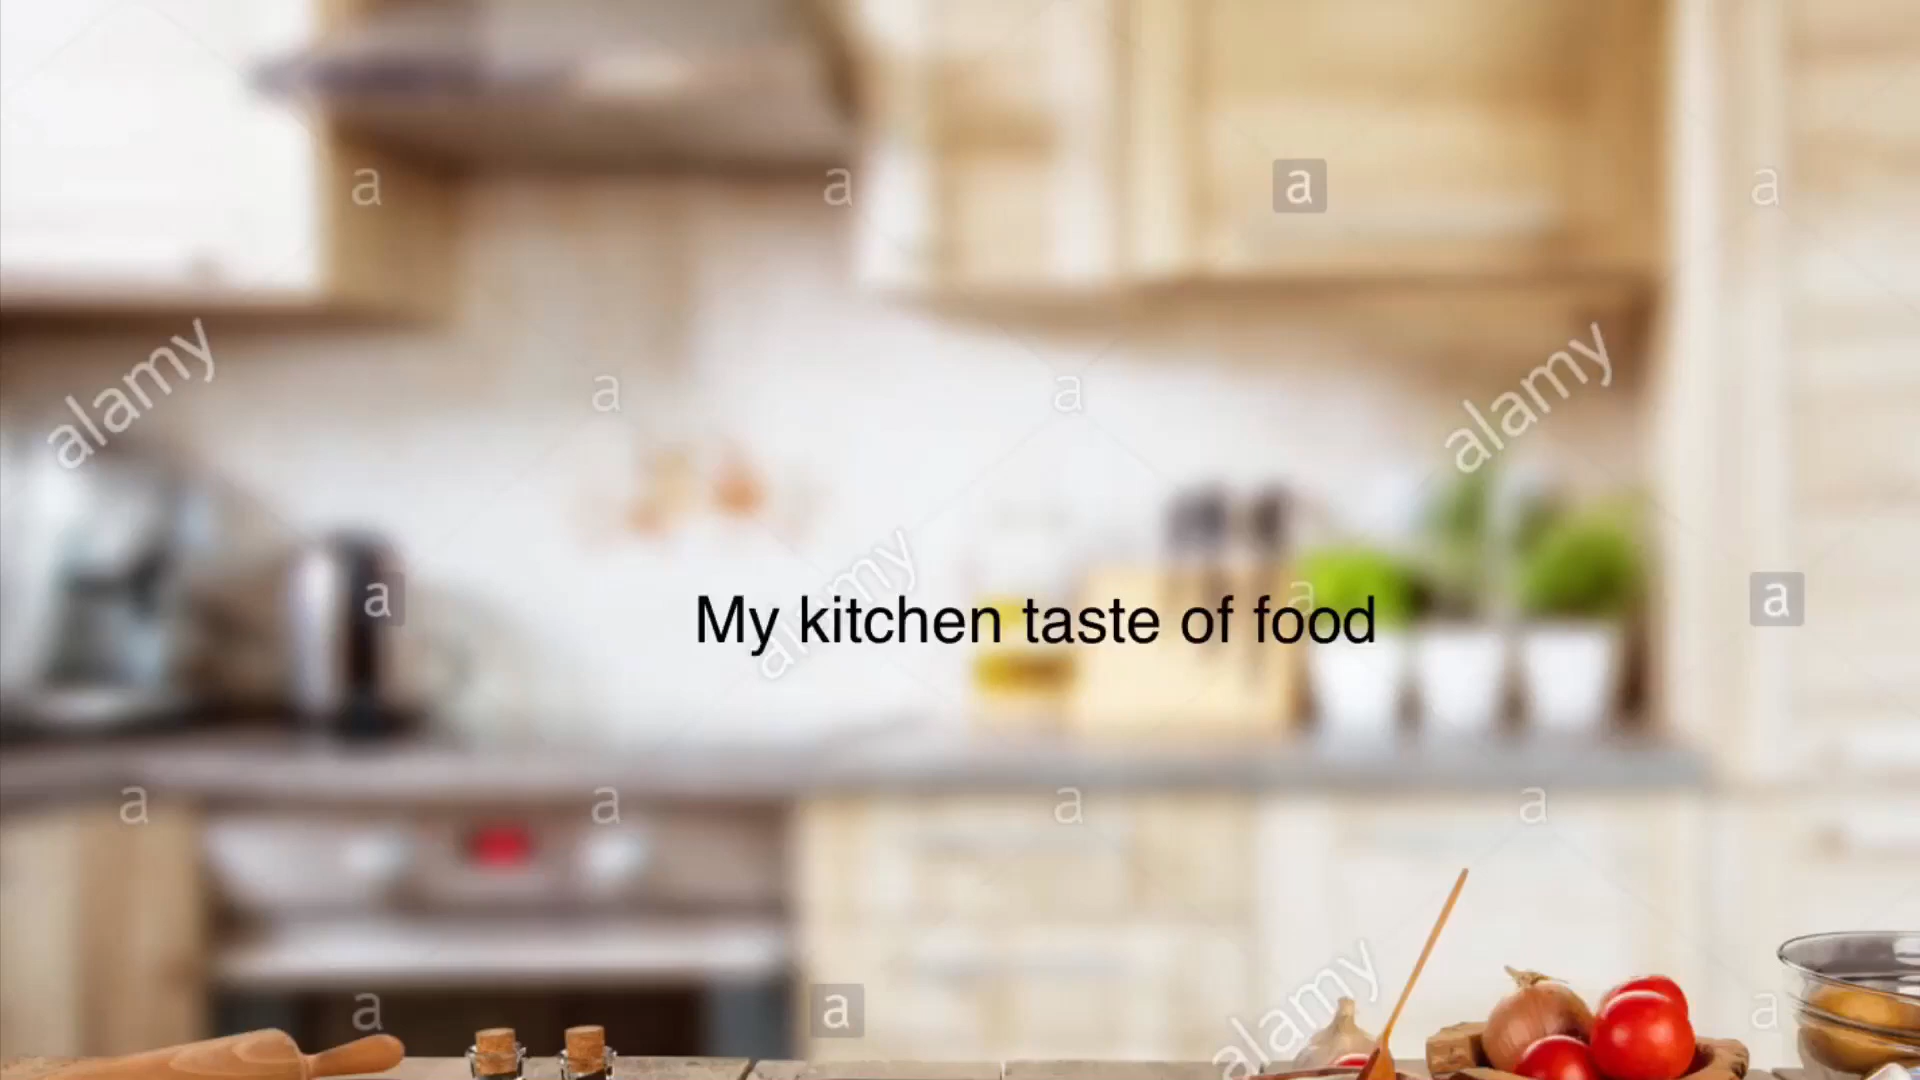 a a a a
alamy alamy
a a
a alamy a a
My kitchen taste of food
a a a a
alamy
a a a